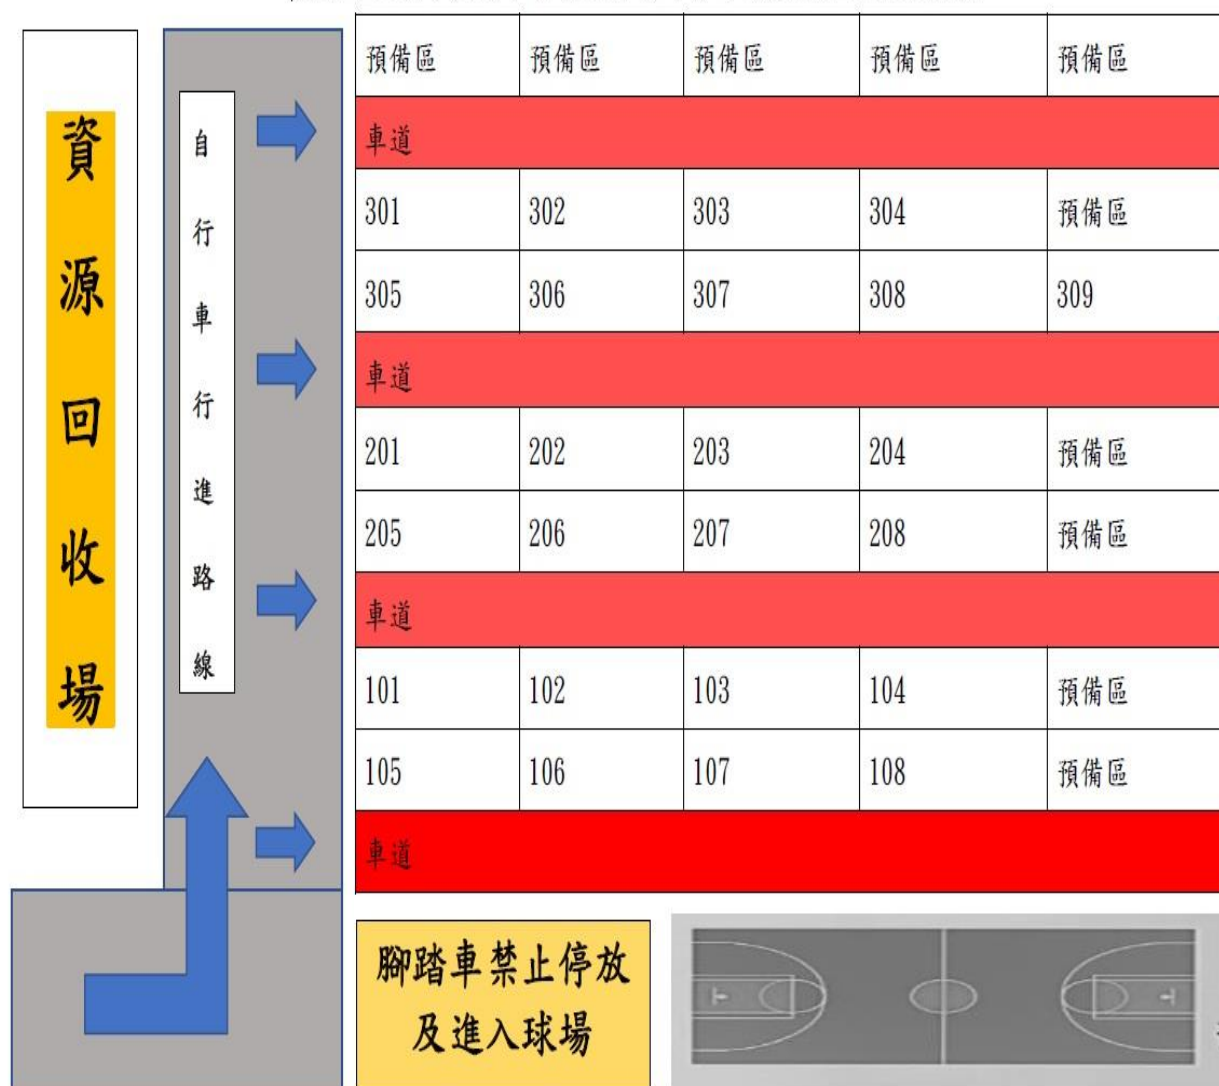 資源回收場
自行車行進路線
預備區 預備區 預備區 預備區 預備區
車道
301 302 303 304 預備區
305 306 307 308 309
車道
201 202 203 204 預備區
205 206 207 208 預備區
車道
101 102 103 104 預備區
105 106 107 108 預備區
車道
腳踏車禁止停放
及進入球場